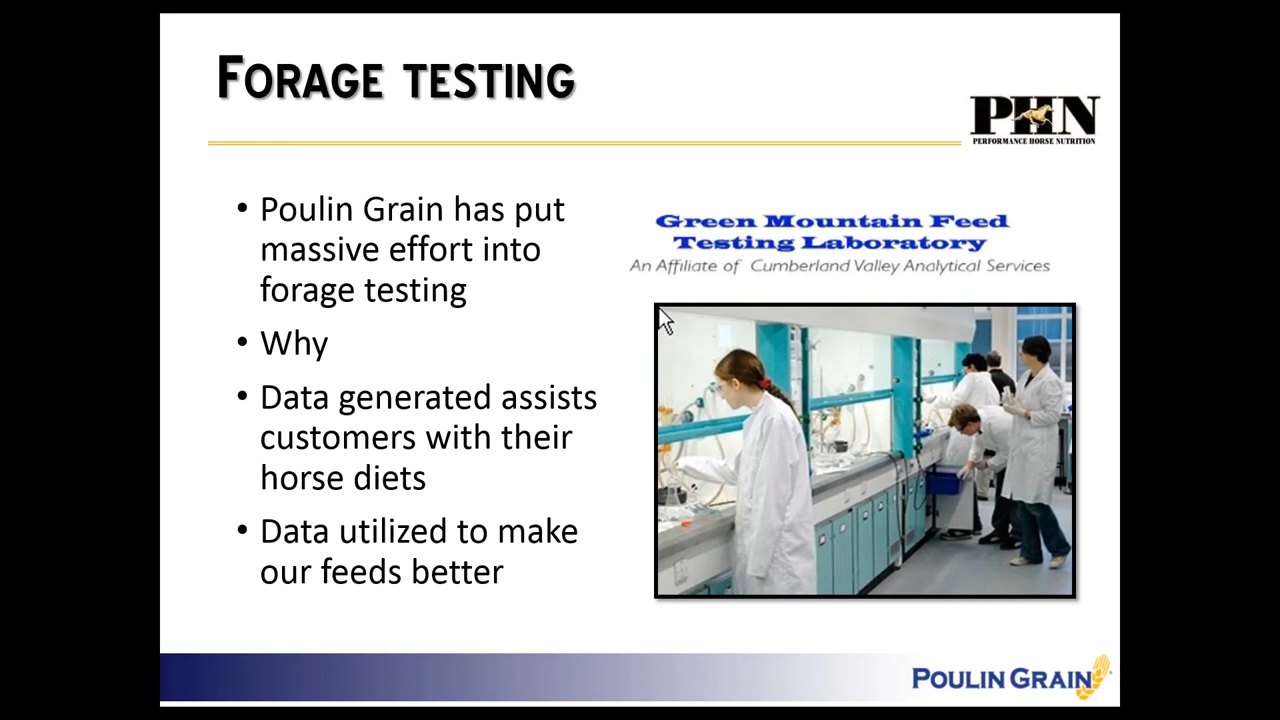 FORAGE TESTING
PHN
PERFORMANCE HORSE NUTRITION
• Poulin Grain has put
massive effort into
forage testing
• Why
• Data generated assists
customers with their
horse diets
• Data utilized to make
our feeds better
Green Mountain Feed
Testing Laboratory
An Affiliate of Cumberland Valley Analytical Services
POULIN GRAIN